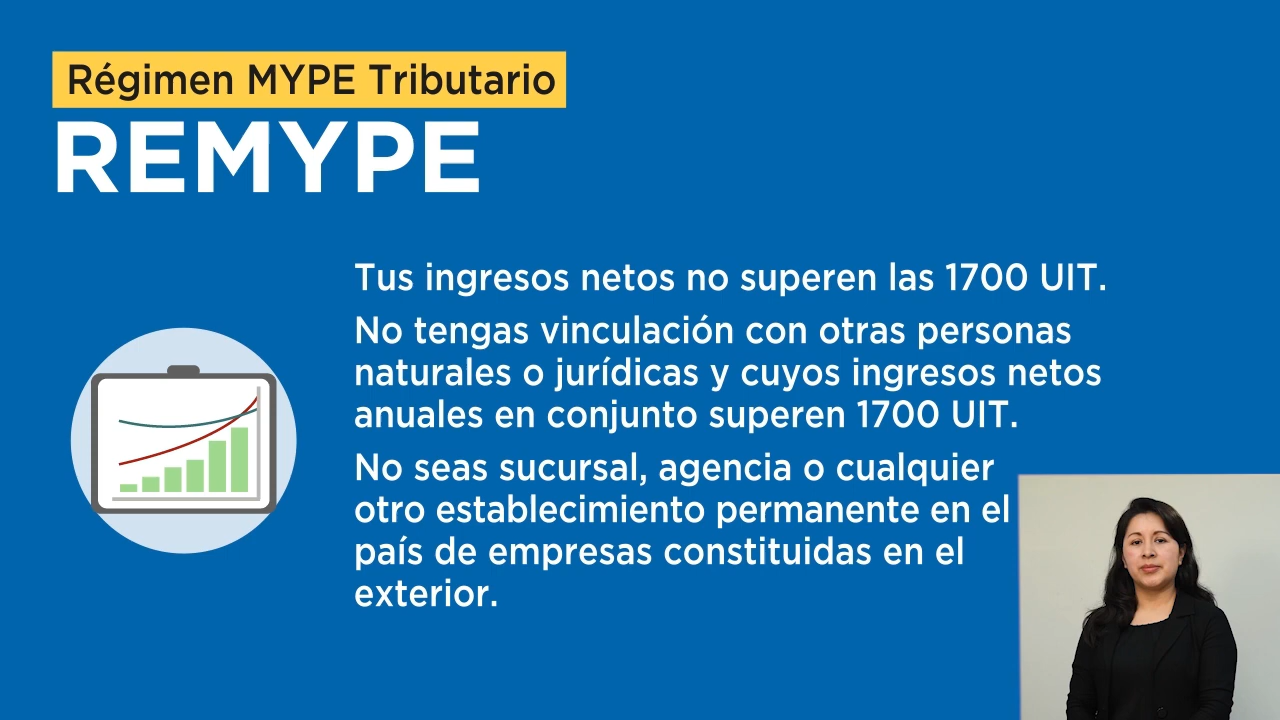 Régimen MYPE Tributario
REMYPE
Tus ingresos netos no superen las 1700 UIT.
No tengas vinculación con otras personas
naturales o jurídicas y cuyos ingresos netos
anuales en conjunto superen 1700 UIT.
No seas sucursal, agencia o cualquier
otro establecimiento permanente en el
país de empresas constituidas en el
exterior.